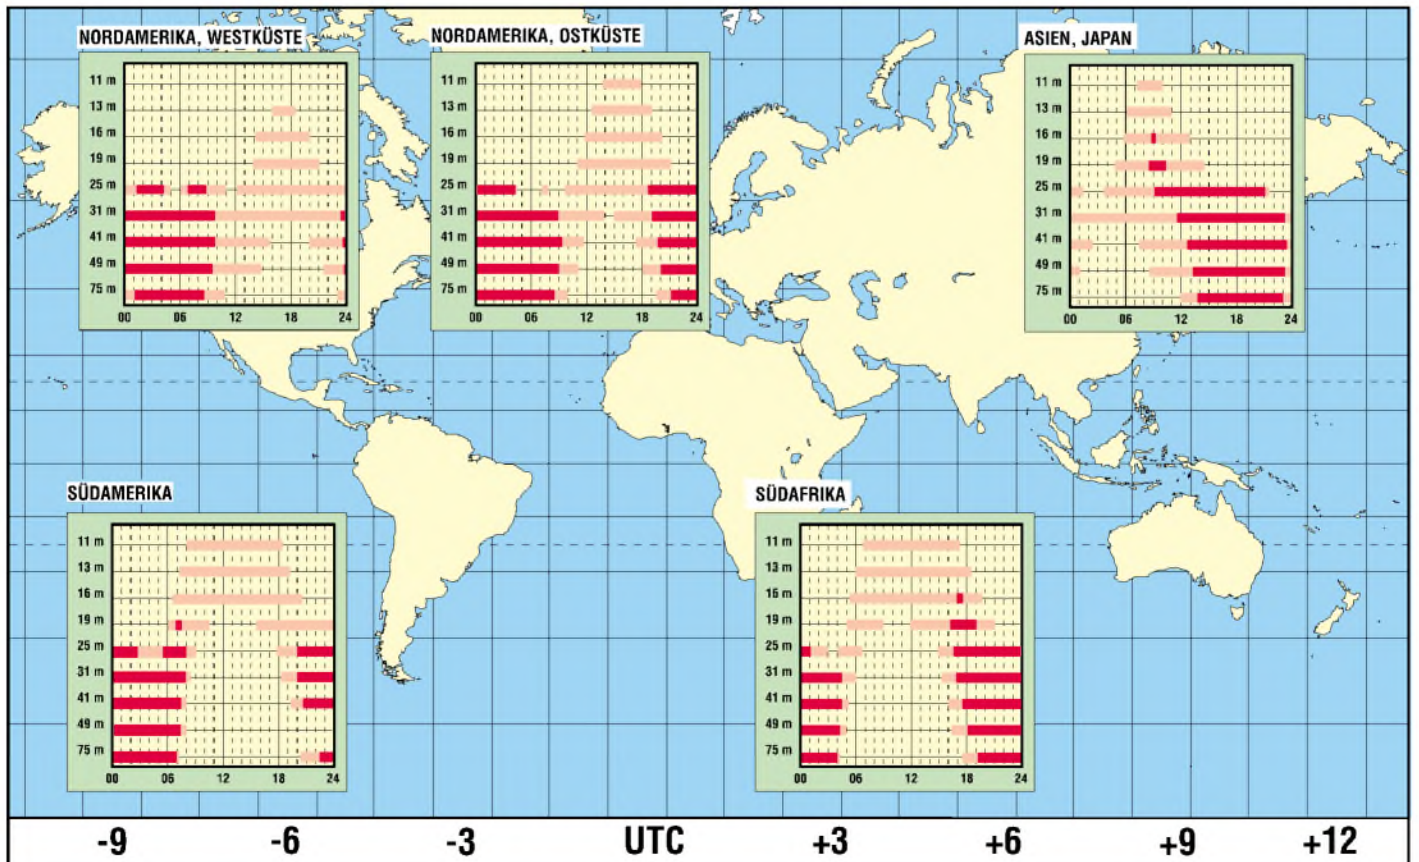 NORDAMERIKA, WESTKÜSTE
11 m
13 m
16 m
19 m
25 m
31 m
41 m
49 m
75 m
00 06 12 18 24
NORDAMERIKA, OSTKÜSTE
11 m
13 m
16 m
19 m
25 m
31 m
41 m
49 m
75 m
00 06 12 18 24
ASIEN, JAPAN
11 m
13 m
16 m
19 m
25 m
31 m
41 m
49 m
75 m
00 06 12 18 24
SÜDAMERIKA
11 m
13 m
16 m
19 m
25 m
31 m
41 m
49 m
75 m
00 06 12 18 24
SÜDAFRIKA
11 m
13 m
16 m
19 m
25 m
31 m
41 m
49 m
75 m
00 06 12 18 24
-9 -6 -3 UTC +3 +6 +9 +12